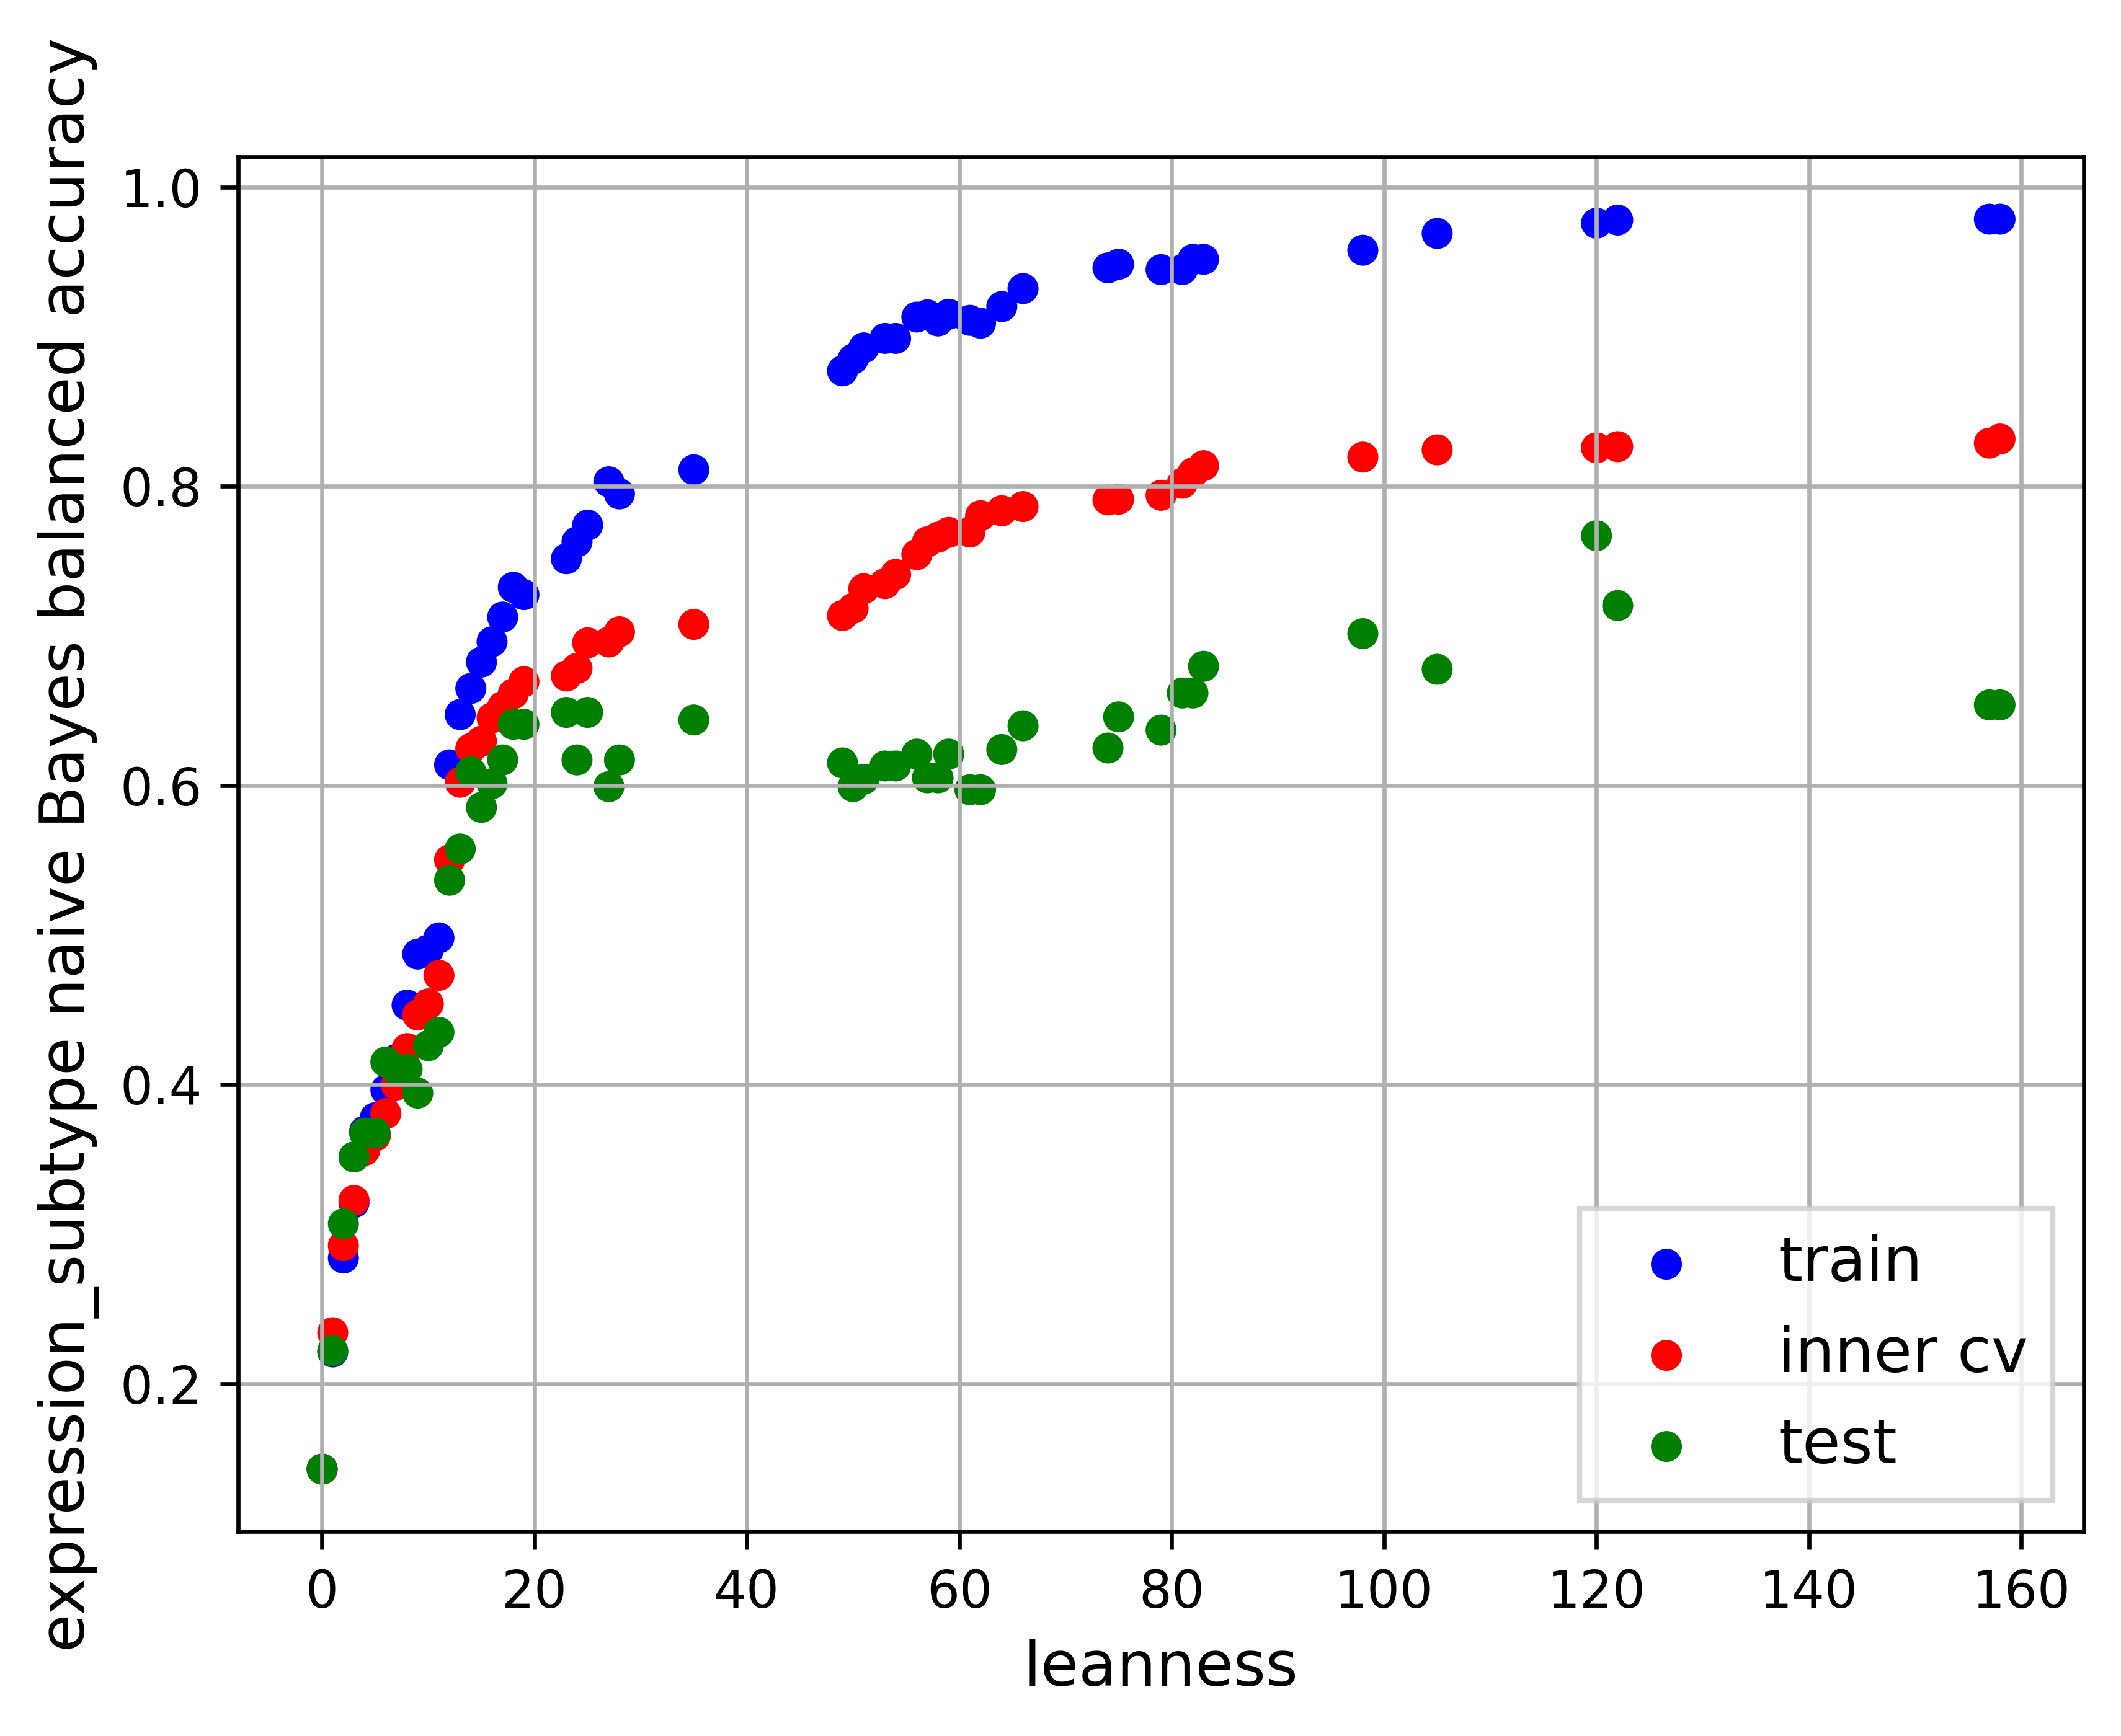 expression_subtype naive Bayes balanced accuracy
1.0
0.8
0.6
0.4
0.2
train
inner cv
test
0 20 40 60 80 100 120 140 160
leanness